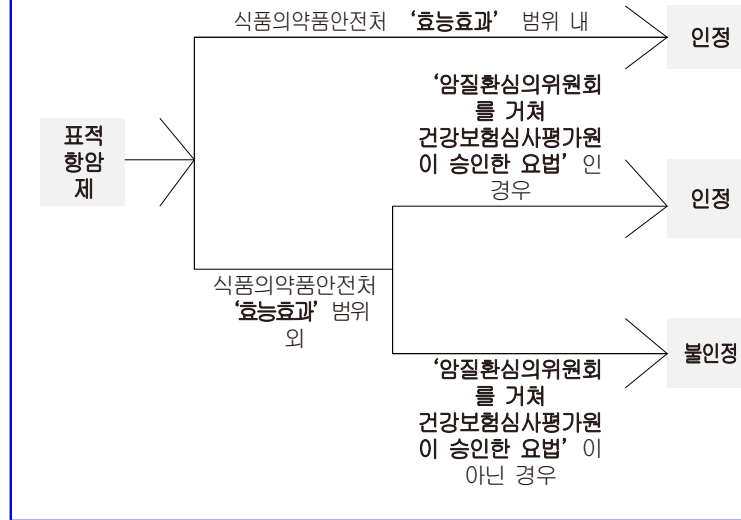 식품의약품안전처 ‘효능효과’ 범위 내
인정
‘암질환심의위원회
를 거쳐
건강보험심사평가원
이 승인한 요법’ 인
경우
표적
항암
제
인정
식품의약품안전처
‘효능효과’ 범위
외
불인정
‘암질환심의위원회
를 거쳐
건강보험심사평가원
이 승인한 요법’ 이
아닌 경우